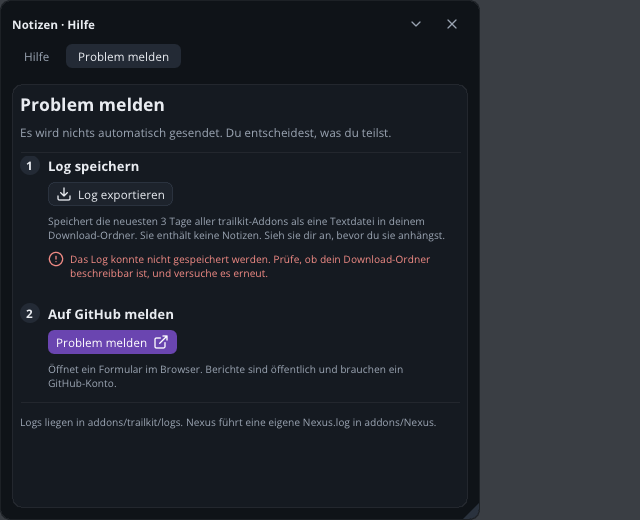 Notizen · Hilfe
Hilfe
Problem melden
Problem melden
Es wird nichts automatisch gesendet. Du entscheidest, was du teilst.
1
Log speichern
Log exportieren
Speichert die neuesten 3 Tage aller trailkit-Addons als eine Textdatei in deinem
Download-Ordner. Sie enthält keine Notizen. Sieh sie dir an, bevor du sie anhängst.
Das Log konnte nicht gespeichert werden. Prüfe, ob dein Download-Ordner
beschreibbar ist, und versuche es erneut.
2
Auf GitHub melden
Problem melden
Öffnet ein Formular im Browser. Berichte sind öffentlich und brauchen ein
GitHub-Konto.
Logs liegen in addons/trailkit/logs. Nexus führt eine eigene Nexus.log in addons/Nexus.